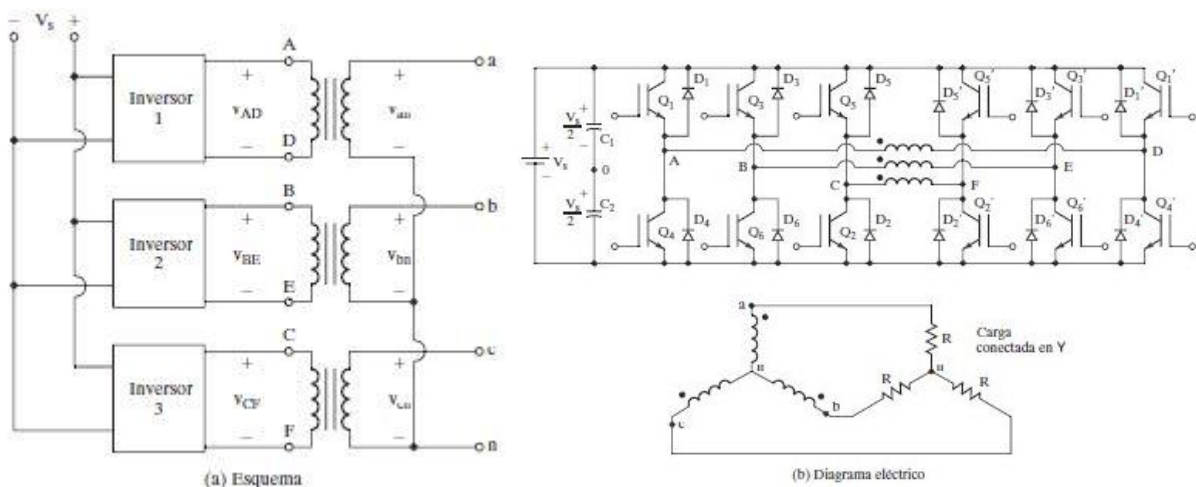 − Vs +
Inversor
1
A
+
vAD
−
D
+
van
−
a
Inversor
2
B
+
vBE
−
E
+
vbn
−
b
Inversor
3
C
+
vCF
−
F
+
vcn
−
c
n
(a) Esquema
+
Vs
−
Vs/2
+
C1
−
0
Vs/2
+
C2
Q1
D1
Q3
D3
Q5
D5
D5'
Q5'
D3'
Q3'
D1'
Q1'
A
D
B
E
C
F
Q4
D4
Q6
D6
Q2
D2
D2'
Q2'
D6'
Q6'
D4'
Q4'
a
R
Carga
conectada en Y
n
n
R
R
b
c
(b) Diagrama eléctrico